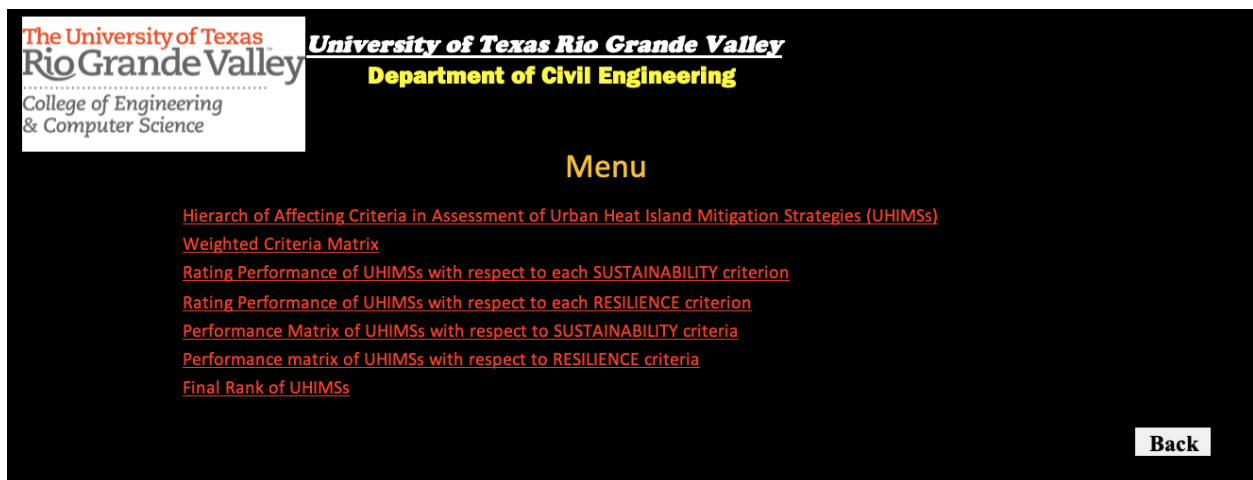 The University of Texas
RioGrande Valley
College of Engineering
& Computer Science
University of Texas Rio Grande Valley
Department of Civil Engineering
Menu
Hierarch of Affecting Criteria in Assessment of Urban Heat Island Mitigation Strategies (UHIMSs)
Weighted Criteria Matrix
Rating Performance of UHIMSs with respect to each SUSTAINABILITY criterion
Rating Performance of UHIMSs with respect to each RESILIENCE criterion
Performance Matrix of UHIMSs with respect to SUSTAINABILITY criteria
Performance matrix of UHIMSs with respect to RESILIENCE criteria
Final Rank of UHIMSs
Back